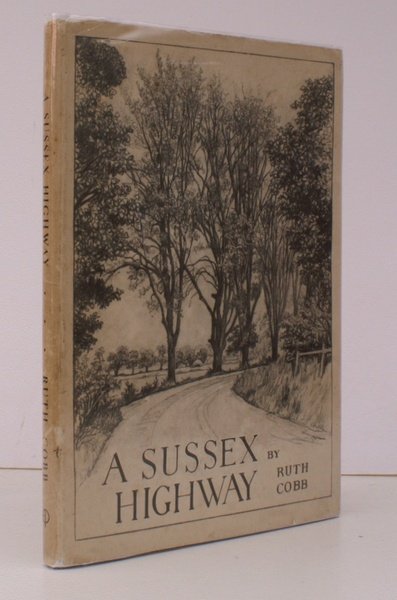 A SUSSEX HIGHWAY . . . RUTH COBB
A SUSSEX
HIGHWAY
BY
RUTH
COBB